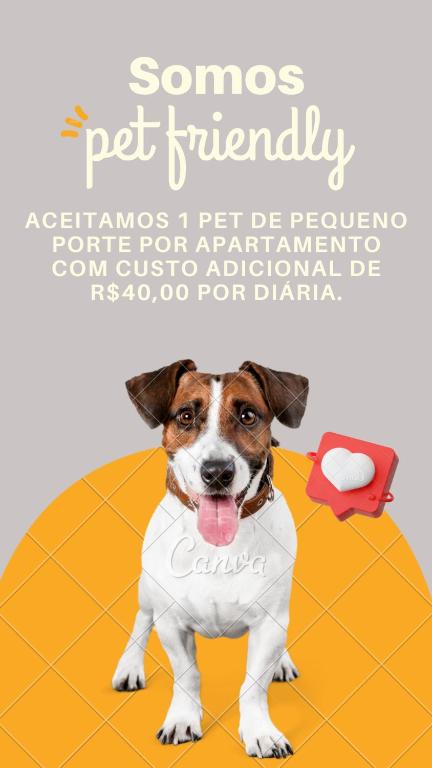 Somos
pet friendly
ACEITAMOS 1 PET DE PEQUENO
PORTE POR APARTAMENTO
COM CUSTO ADICIONAL DE
R$40,00 POR DIÁRIA.
Canva